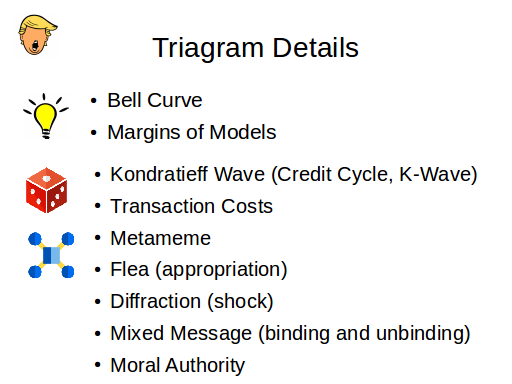 Triagram Details
• Bell Curve
• Margins of Models
• Kondratieff Wave (Credit Cycle, K-Wave)
• Transaction Costs
• Metameme
• Flea (appropriation)
• Diffraction (shock)
• Mixed Message (binding and unbinding)
• Moral Authority